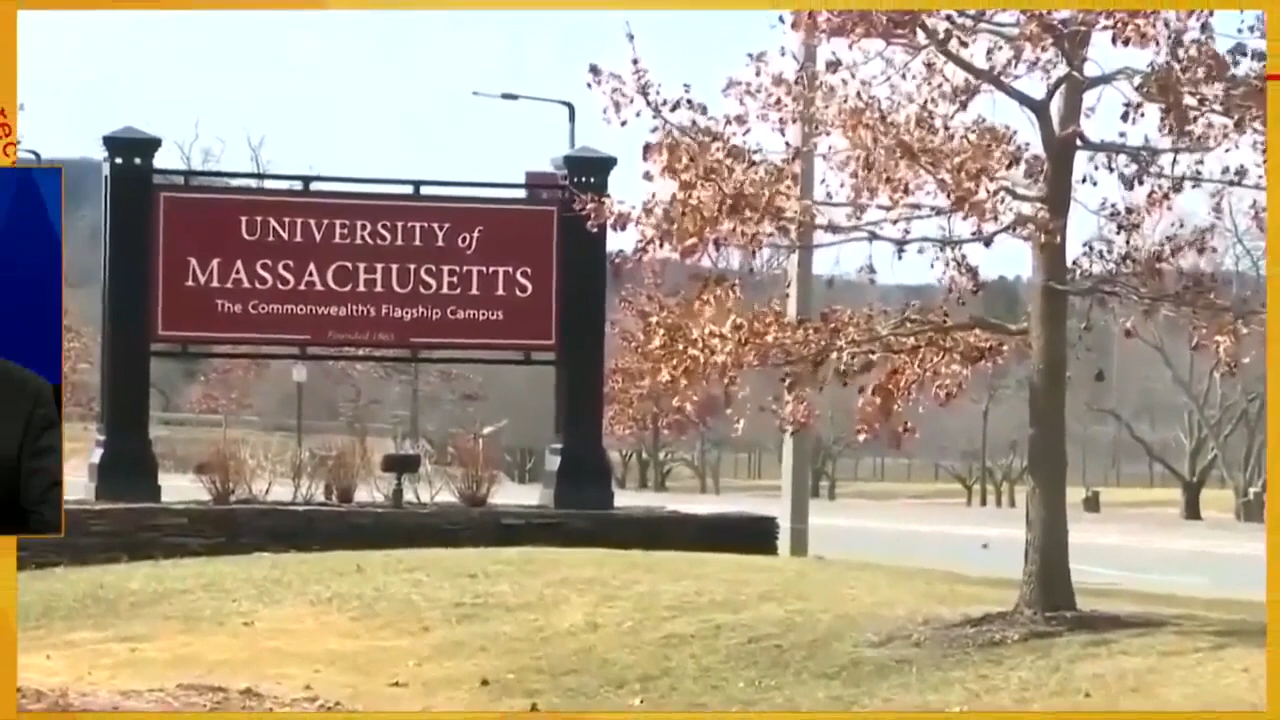 UNIVERSITY of
MASSACHUSETTS
The Commonwealth's Flagship Campus
Founded 1863